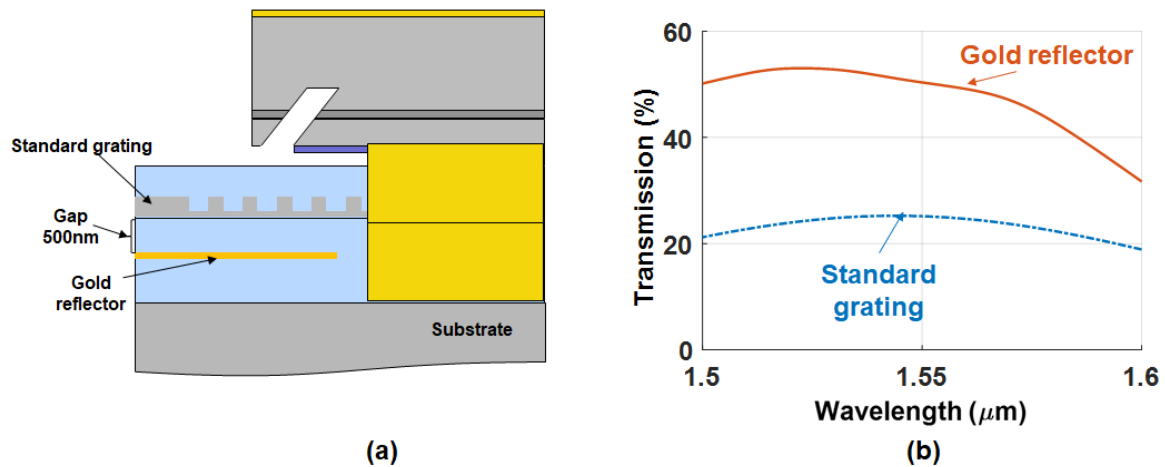 Standard grating
Gap
500nm
Gold
reflector
Substrate
(a)
60
40
20
0
Transmission (%)
Gold reflector
Standard
grating
1.5
1.55
1.6
Wavelength (μm)
(b)